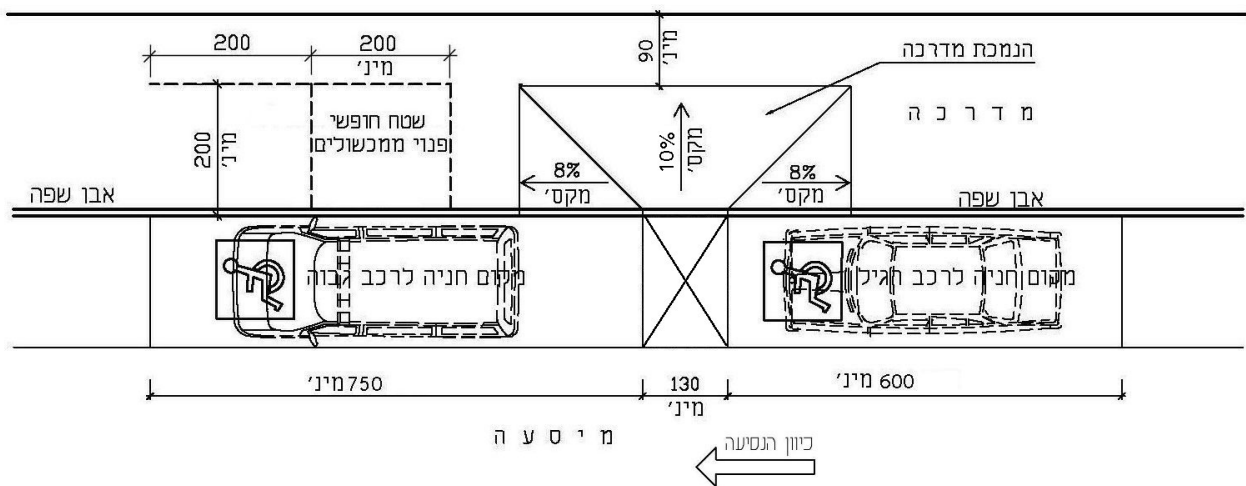 200
200
מינ'
90
מינ'
הנמכת מדרכה
מדרכה
שטח חופשי
פנוי ממכשולים
200
מינ'
10%
מקס'
8%
מקס'
8%
מקס'
אבן שפה
אבן שפה
מקום חניה לרכב רגיל
מקום חניה לרכב גבוה
600 מינ'
130
מינ'
750 מינ'
מיסעה
כיוון הנסיעה